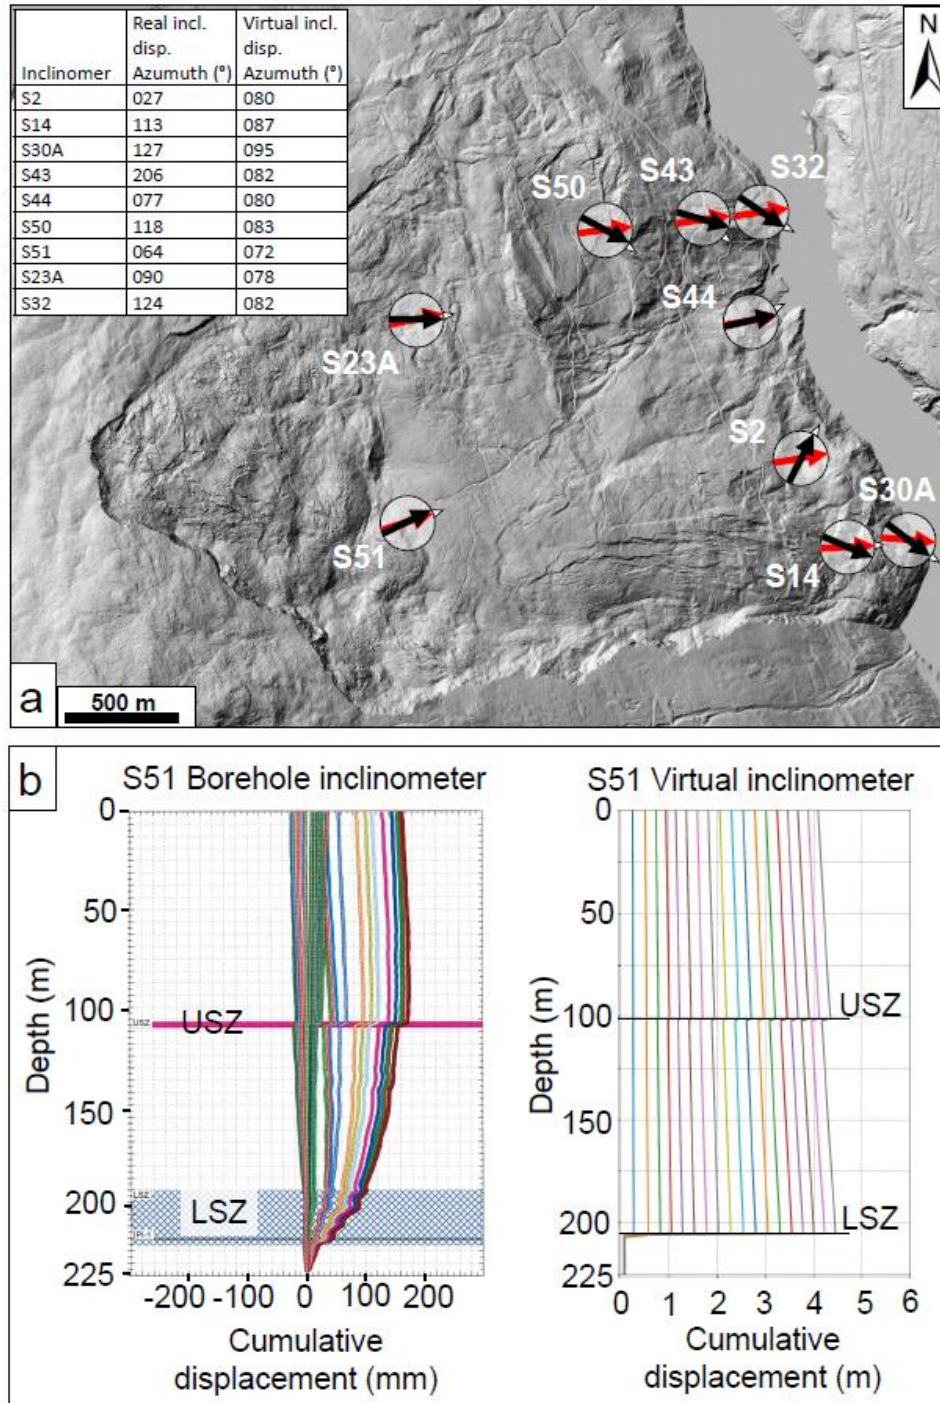 Real incl. Virtual incl.
disp. disp.
Inclinomer Azumuth (°) Azumuth (°)
S2 027 080
S14 113 087
S30A 127 095
S43 206 082
S44 077 080
S50 118 083
S51 064 072
S23A 090 078
S32 124 082
N
S50
S43
S32
S44
S23A
S2
S30A
S51
S14
a
500 m
b
S51 Borehole inclinometer
S51 Virtual inclinometer
0
50
100
150
200
225
Depth (m)
USZ
USZ
LSZ
LSZ
-200 -100 0 100 200
Cumulative
displacement (mm)
0
50
100
150
200
225
Depth (m)
USZ
LSZ
0 1 2 3 4 5 6
Cumulative
displacement (m)